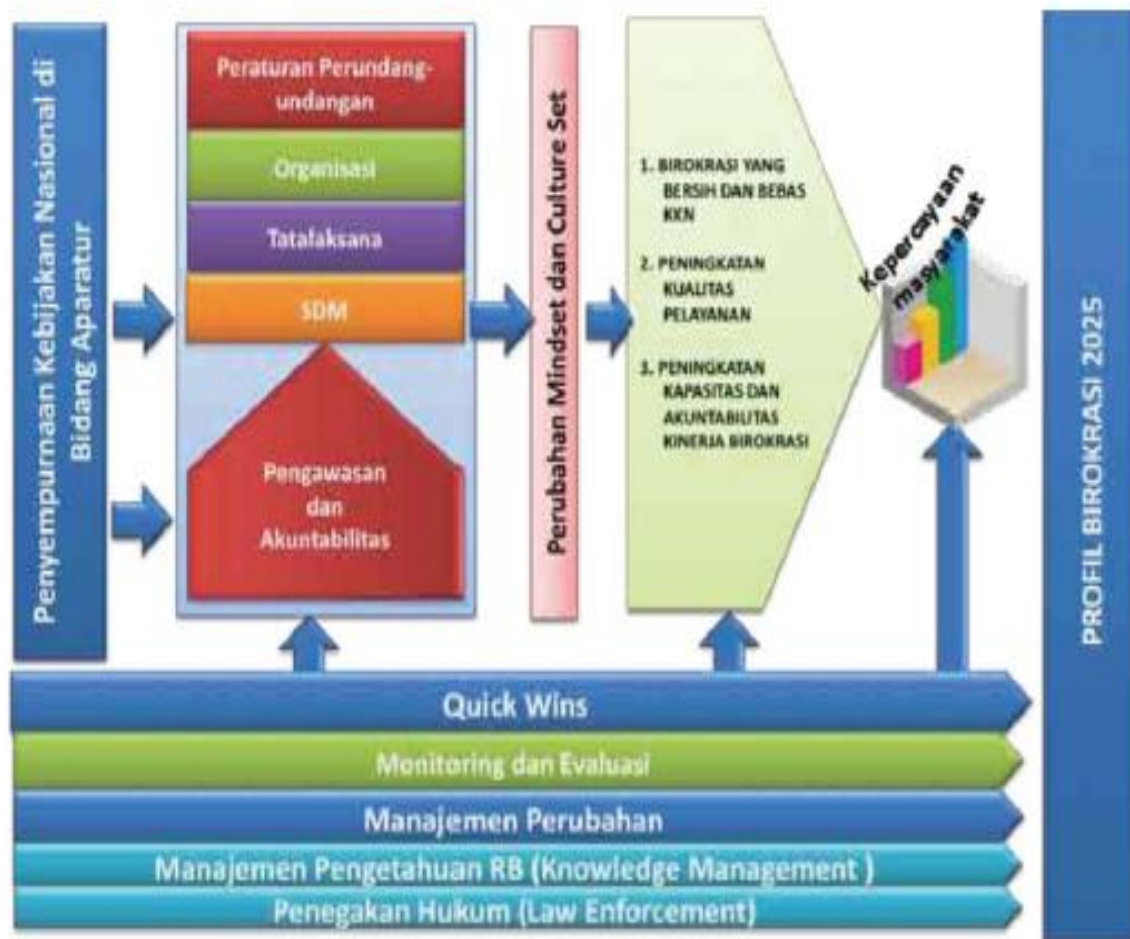 Penyempurnaan Kebijakan Nasional di
Bidang Aparatur
Peraturan Perundang-
undangan
Organisasi
Tatalaksana
SDM
Pengawasan
dan
Akuntabilitas
Perubahan Mindset dan Culture Set
1. BIROKRASI YANG
BERSIH DAN BEBAS
KKN
2. PENINGKATAN
KUALITAS
PELAYANAN
3. PENINGKATAN
KAPASITAS DAN
AKUNTABILITAS
KINERJA BIROKRASI
Kepercayaan
masyarakat
PROFIL BIROKRASI 2025
Quick Wins
Monitoring dan Evaluasi
Manajemen Perubahan
Manajemen Pengetahuan RB (Knowledge Management )
Penegakan Hukum (Law Enforcement)